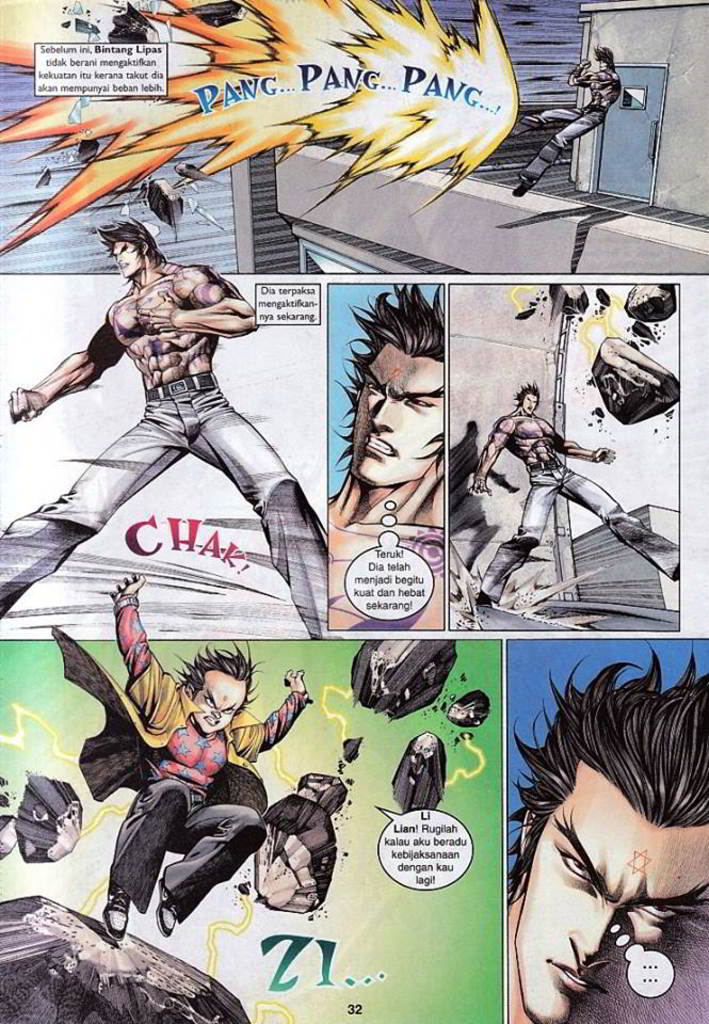 Sebelum ini, Bintang Lipas
tidak berani mengaktifkan
kekuatan itu kerana takut dia
akan mempunyai beban lebih.
PANG... PANG... PANG...!
Dia terpaksa
mengaktifkan-
nya sekarang.
CHAK!
Teruk!
Dia telah
menjadi begitu
kuat dan hebat
sekarang!
Li
Lian! Rugilah
kalau aku beradu
kebijaksanaan
dengan kau
lagi!
ZI...
...
...
32